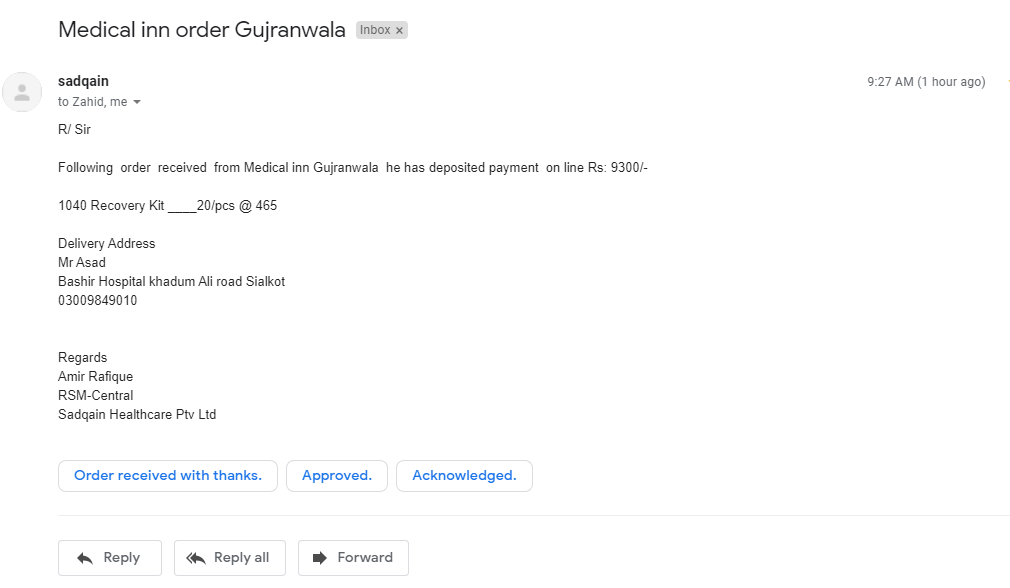 Medical inn order Gujranwala Inbox ×
sadqain 9:27 AM (1 hour ago)
to Zahid, me
R/ Sir
Following order received from Medical inn Gujranwala he has deposited payment on line Rs: 9300/-
1040 Recovery Kit ____20/pcs @ 465
Delivery Address
Mr Asad
Bashir Hospital khadum Ali road Sialkot
03009849010
Regards
Amir Rafique
RSM-Central
Sadqain Healthcare Ptv Ltd
Order received with thanks. Approved. Acknowledged.
Reply Reply all Forward